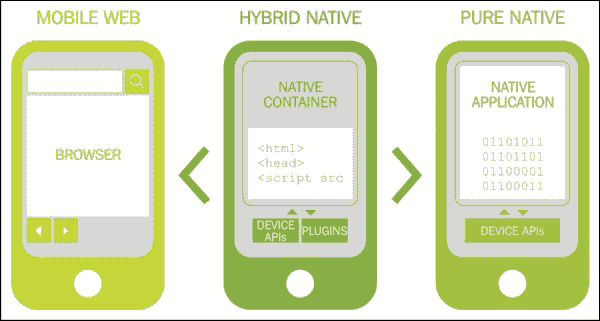 MOBILE WEB
BROWSER
HYBRID NATIVE
NATIVE
CONTAINER
<html>
<head>
<script src
DEVICE
APIs
PLUGINS
PURE NATIVE
NATIVE
APPLICATION
01101011
01101101
01100001
01100011
DEVICE APIs